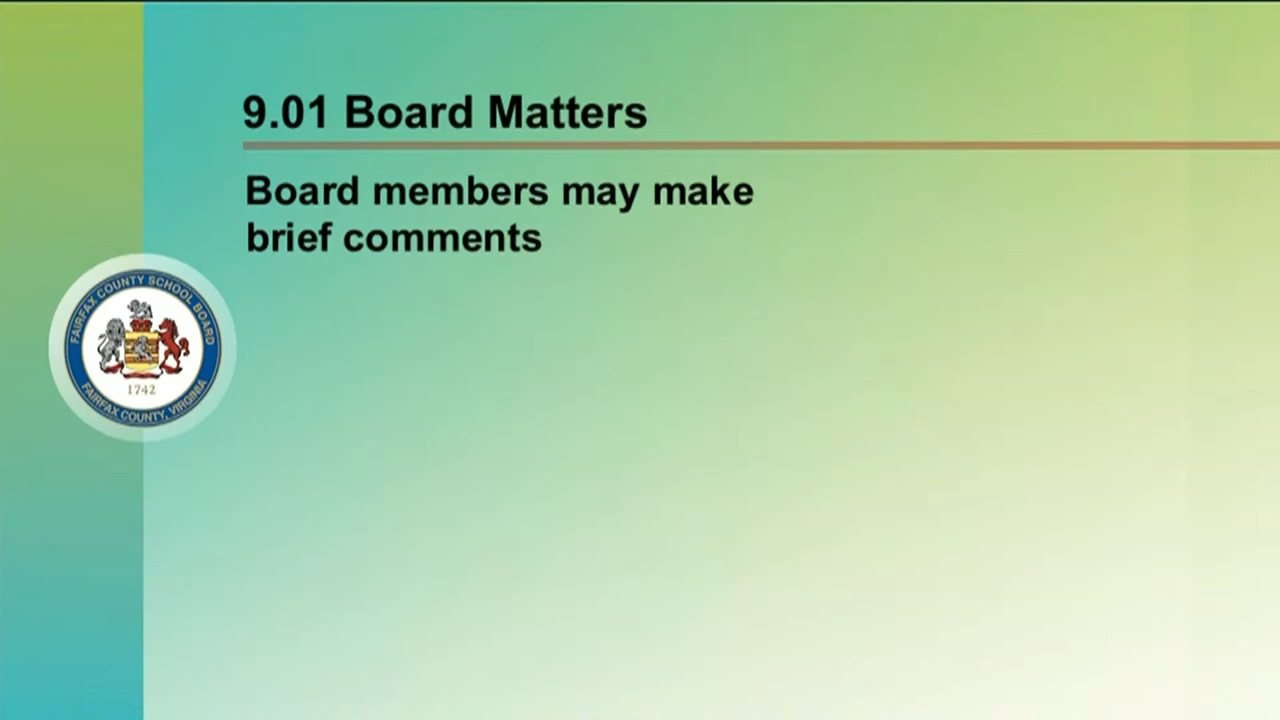 9.01 Board Matters
Board members may make
brief comments
FAIRFAX COUNTY SCHOOL BOARD
1742
FAIRFAX COUNTY, VIRGINIA